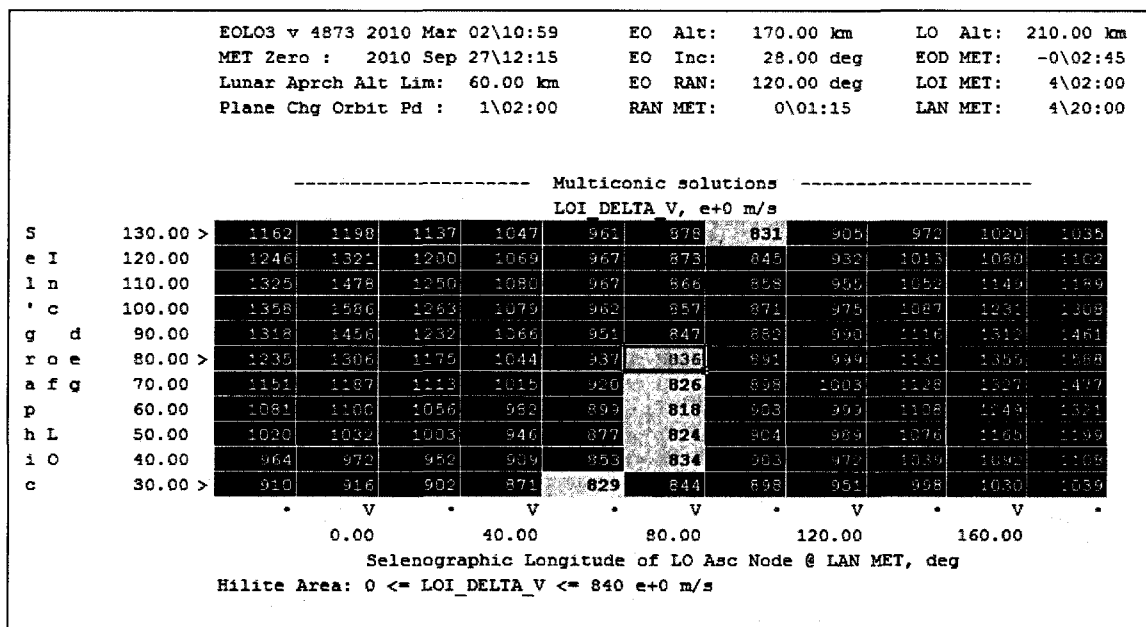 EOLO3 v 4873 2010 Mar 02\10:59 EO Alt: 170.00 km LO Alt: 210.00 km
MET Zero : 2010 Sep 27\12:15 EO Inc: 28.00 deg EOD MET: -0\02:45
Lunar Aprch Alt Lim: 60.00 km EO RAN: 120.00 deg LOI MET: 4\02:00
Plane Chg Orbit Pd : 1\02:00 RAN MET: 0\01:15 LAN MET: 4\20:00
--------------------- Multiconic solutions ---------------------
LOI_DELTA_V, e+0 m/s
S 130.00 > 1162 1198 1137 1047 961 878 831 905 972 1020 1035
e I 120.00 1246 1321 1200 1069 967 873 845 932 1013 1080 1102
l n 110.00 1325 1478 1250 1080 967 866 858 955 1052 1149 1189
' c 100.00 1358 1586 1263 1079 962 857 871 975 1087 1231 1308
g d 90.00 1318 1456 1232 1066 951 847 882 990 1116 1312 1461
r o e 80.00 > 1235 1306 1175 1044 937 836 891 999 1131 1355 1588
a f g 70.00 1151 1187 1113 1015 920 826 898 1003 1128 1327 1477
p 60.00 1081 1100 1056 982 899 818 903 999 1108 1249 1321
h L 50.00 1020 1032 1003 946 877 824 904 989 1076 1165 1199
i O 40.00 964 972 952 909 853 834 903 972 1039 1092 1108
c 30.00 > 910 916 902 871 829 844 898 951 998 1030 1039
• V • V • V • V • V •
0.00 40.00 80.00 120.00 160.00
Selenographic Longitude of LO Asc Node @ LAN MET, deg
Hilite Area: 0 <= LOI_DELTA_V <= 840 e+0 m/s